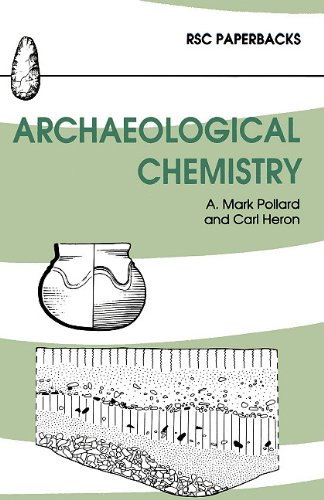 RSC PAPERBACKS
ARCHAEOLOGICAL
CHEMISTRY
A. Mark Pollard
and Carl Heron